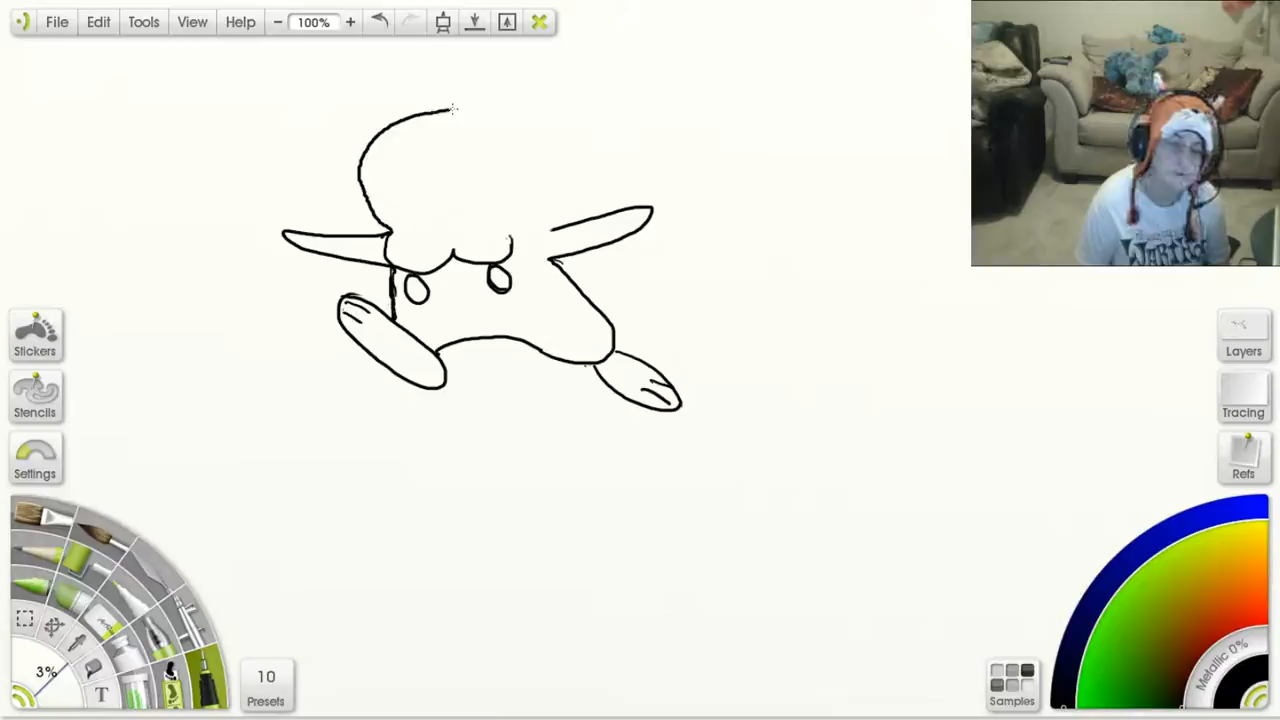 File Edit Tools View Help 100%
Stickers
Stencils
Settings
Layers
Tracing
Refs
3%
T
10
Presets
Samples
Metallic 0%